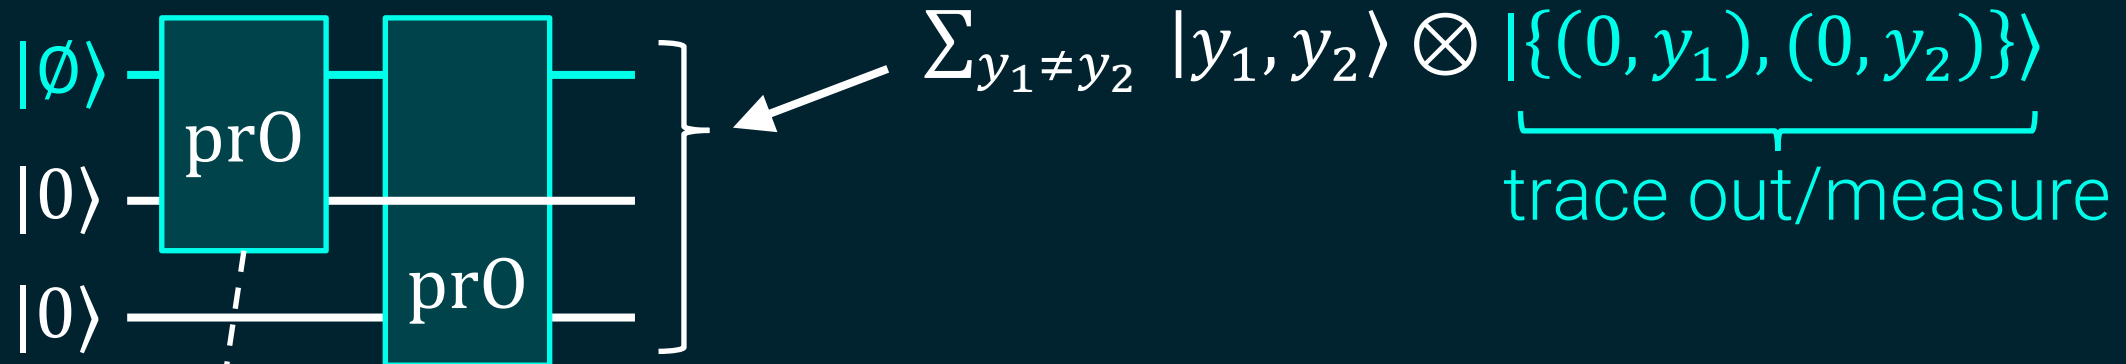 |∅⟩
prO
|0⟩
|0⟩
prO
∑_{y₁≠y₂} |y₁, y₂⟩ ⊗ |{(0, y₁), (0, y₂)}⟩
trace out/measure